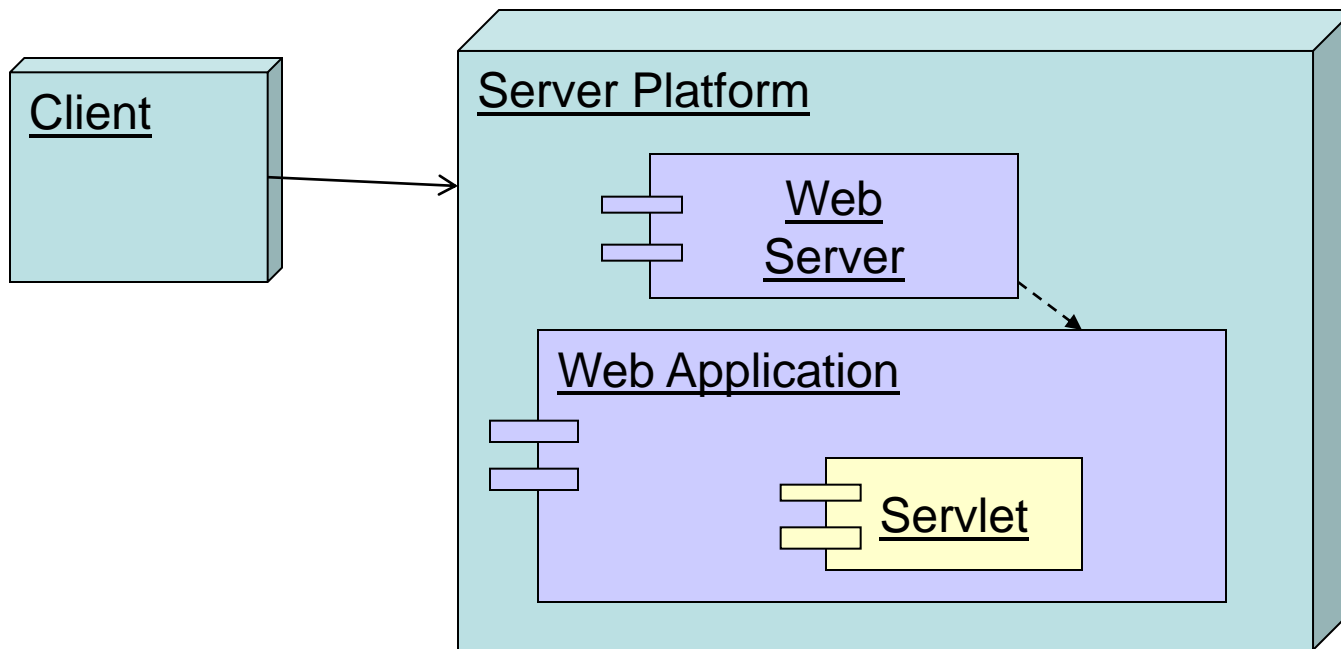 Client
Server Platform
Web
Server
Web Application
Servlet